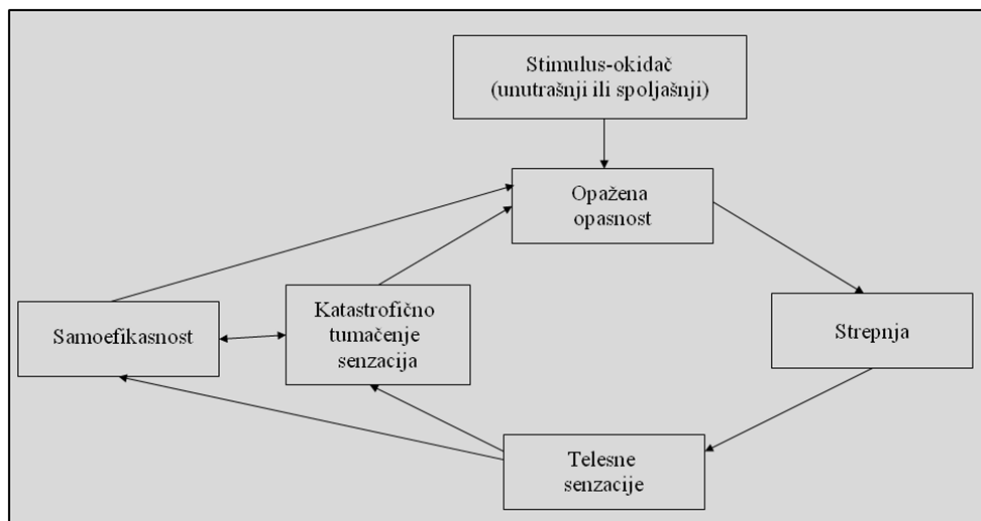 Stimulus-okidač
(unutrašnji ili spoljašnji)
Opažena
opasnost
Samoefikasnost
Katastrofično
tumačenje
senzacija
Strepnja
Telesne
senzacije